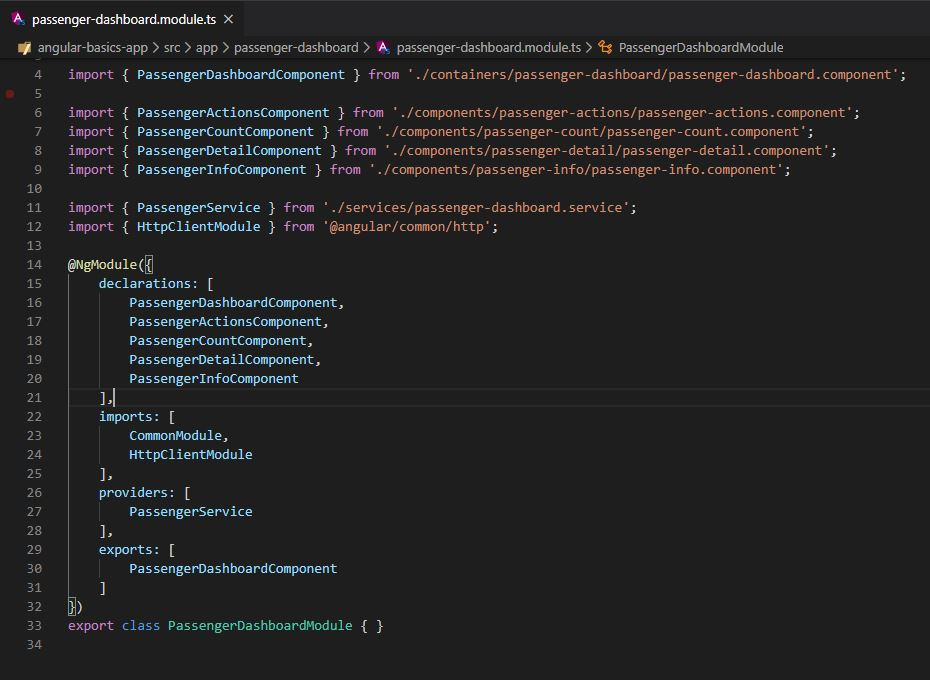 passenger-dashboard.module.ts ×
angular-basics-app > src > app > passenger-dashboard > passenger-dashboard.module.ts > PassengerDashboardModule
4 import { PassengerDashboardComponent } from './containers/passenger-dashboard/passenger-dashboard.component';
5
6 import { PassengerActionsComponent } from './components/passenger-actions/passenger-actions.component';
7 import { PassengerCountComponent } from './components/passenger-count/passenger-count.component';
8 import { PassengerDetailComponent } from './components/passenger-detail/passenger-detail.component';
9 import { PassengerInfoComponent } from './components/passenger-info/passenger-info.component';
10
11 import { PassengerService } from './services/passenger-dashboard.service';
12 import { HttpClientModule } from '@angular/common/http';
13
14 @NgModule({
15     declarations: [
16         PassengerDashboardComponent,
17         PassengerActionsComponent,
18         PassengerCountComponent,
19         PassengerDetailComponent,
20         PassengerInfoComponent
21     ],
22     imports: [
23         CommonModule,
24         HttpClientModule
25     ],
26     providers: [
27         PassengerService
28     ],
29     exports: [
30         PassengerDashboardComponent
31     ]
32 })
33 export class PassengerDashboardModule { }
34